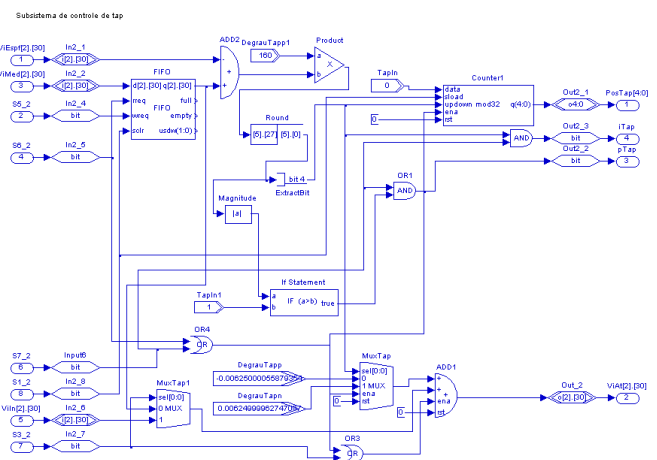 Subsistema de controle de tap
ViEspf[2].[30]
In2_1
1
i[2].[30]
ViMed[2].[30]
In2_2
3
i[2].[30]
S5_2
In2_4
2
bit
S6_2
In2_5
4
bit
FIFO
d[2].[30] q[2].[30]
rreq full
FIFO
wreq empty
sclr usdw(1:0)
ADD2
-
+
+
DegrauTapp1
160
Product
a
X
b
Round
[5].[27] [5].[0]
bit 4
ExtractBit
Magnitude
|a|
TapIn
0
Counter1
data
sload
updown mod32 q(4:0)
ena
rst
0
Out2_1
o4:0
PosTap[4:0]
1
AND
Out2_3
bit
iTap
4
Out2_2
bit
pTap
3
OR1
AND
If Statement
a
IF (a>b) true
b
TapIn1
1
OR4
OR
S7_2
Input6
6
bit
S1_2
In2_8
8
bit
ViIn[2].[30]
In2_6
5
i[2].[30]
S3_2
In2_7
7
bit
MuxTap1
sel[0:0]
0 MUX
1
DegrauTapp
DegrauTapn
MuxTap
sel[0:0]
0
1 MUX
ena
rst
0
ADD1
+
+
ena
rst
0
OR3
OR
Out_2
o[2].[30]
ViAt[2].[30]
2